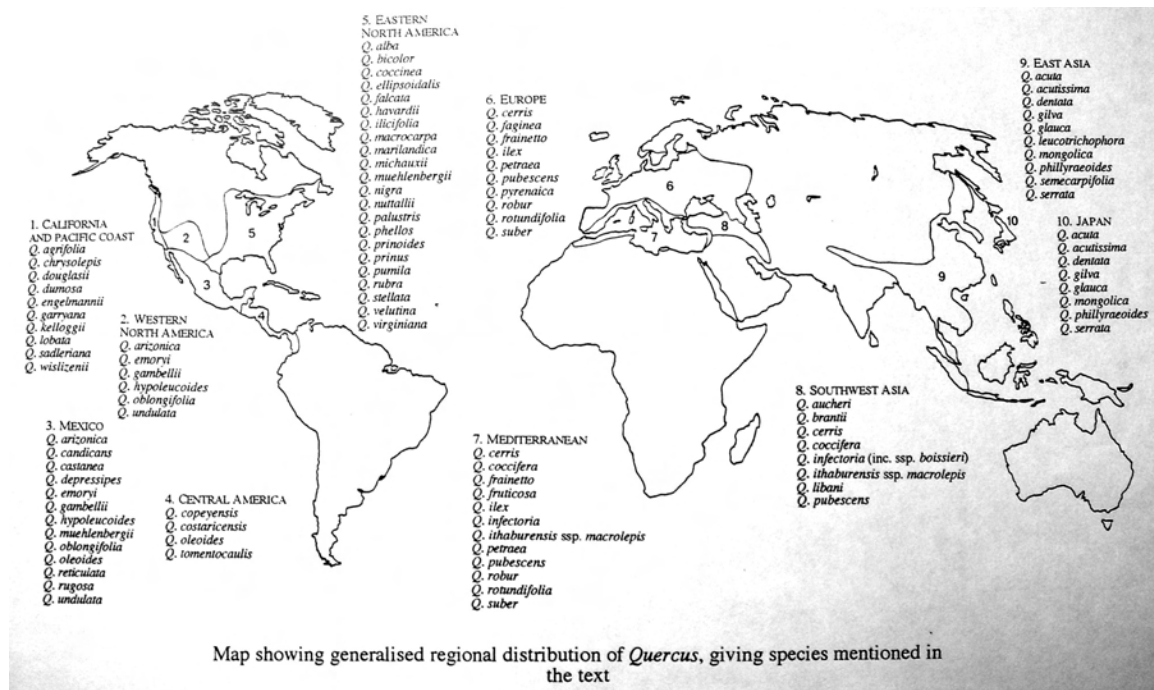 5. EASTERN
NORTH AMERICA
Q. alba
Q. bicolor
Q. coccinea
Q. ellipsoidalis
Q. falcata
Q. havardii
Q. ilicifolia
Q. macrocarpa
Q. marilandica
Q. michauxii
Q. muehlenbergii
Q. nigra
Q. nuttallii
Q. palustris
Q. phellos
Q. prinoides
Q. prinus
Q. pumila
Q. rubra
Q. stellata
Q. velutina
Q. virginiana
6. EUROPE
Q. cerris
Q. faginea
Q. frainetto
Q. ilex
Q. petraea
Q. pubescens
Q. pyrenaica
Q. robur
Q. rotundifolia
Q. suber
9. EAST ASIA
Q. acuta
Q. acutissima
Q. dentata
Q. gilva
Q. glauca
Q. leucotrichophora
Q. mongolica
Q. phillyraeoides
Q. semecarpifolia
Q. serrata
1. CALIFORNIA
AND PACIFIC COAST
Q. agrifolia
Q. chrysolepis
Q. douglasii
Q. dumosa
Q. engelmannii
Q. garryana
Q. kelloggii
Q. lobata
Q. sadleriana
Q. wislizenii
10. JAPAN
Q. acuta
Q. acutissima
Q. dentata
Q. gilva
Q. glauca
Q. mongolica
Q. phillyraeoides
Q. serrata
1
2
3
4
5
6
7
8
9
10
2. WESTERN
NORTH AMERICA
Q. arizonica
Q. emoryi
Q. gambellii
Q. hypoleucoides
Q. oblongifolia
Q. undulata
3. MEXICO
Q. arizonica
Q. candicans
Q. castanea
Q. depressipes
Q. emoryi
Q. gambellii
Q. hypoleucoides
Q. muehlenbergii
Q. oblongifolia
Q. oleoides
Q. reticulata
Q. rugosa
Q. undulata
4. CENTRAL AMERICA
Q. copeyensis
Q. costaricensis
Q. oleoides
Q. tomentocaulis
7. MEDITERRANEAN
Q. cerris
Q. coccifera
Q. frainetto
Q. fruticosa
Q. ilex
Q. infectoria
Q. ithaburensis ssp. macrolepis
Q. petraea
Q. pubescens
Q. robur
Q. rotundifolia
Q. suber
8. SOUTHWEST ASIA
Q. aucheri
Q. brantii
Q. cerris
Q. coccifera
Q. infectoria (inc. ssp. boissieri)
Q. ithaburensis ssp. macrolepis
Q. libani
Q. pubescens
Map showing generalised regional distribution of Quercus, giving species mentioned in
the text